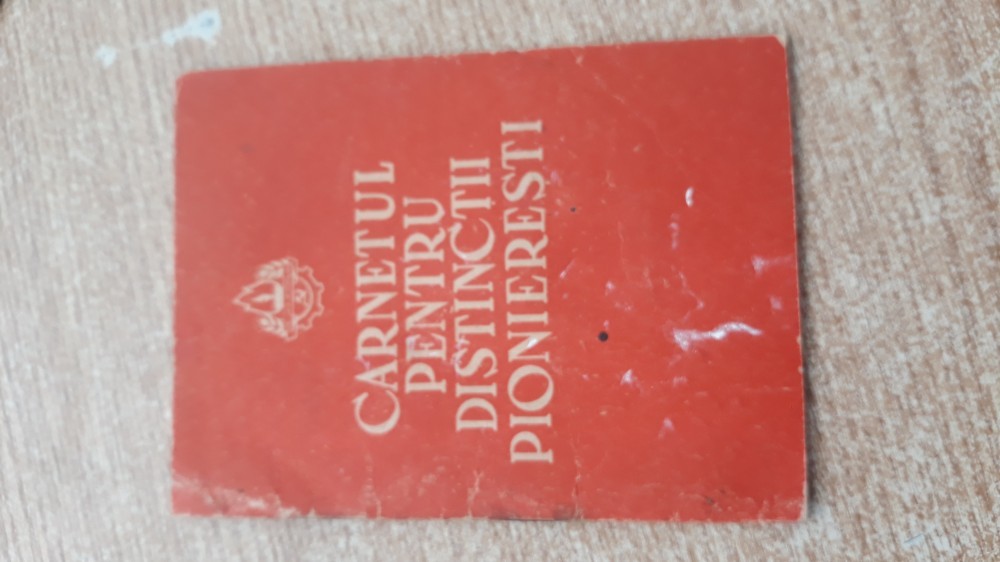 CARNETUL
PENTRU
DISTINCȚII
PIONIEREȘTI